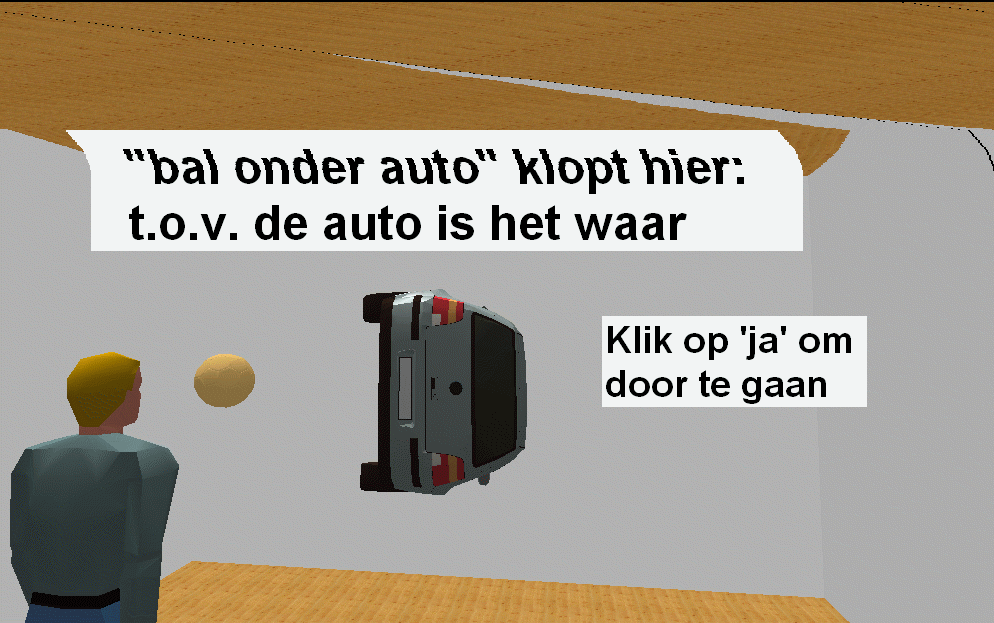 "bal onder auto" klopt hier:
t.o.v. de auto is het waar
Klik op 'ja' om
door te gaan